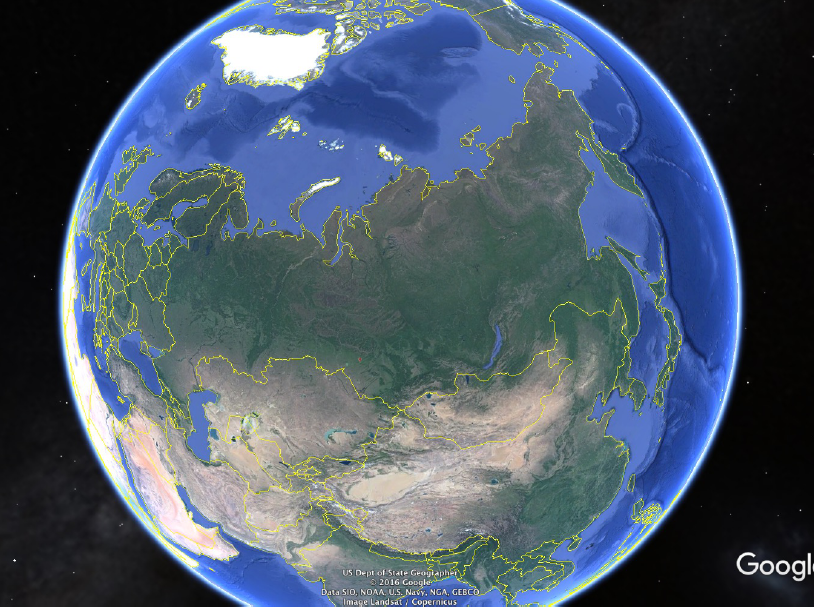 Google
US Dept of State Geographer
© 2016 Google
Data SIO, NOAA, U.S. Navy, NGA, GEBCO
Image Landsat / Copernicus